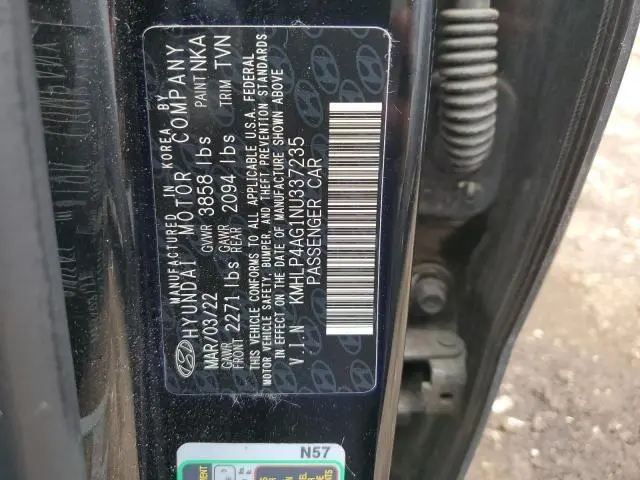 MANUFACTURED IN KOREA BY
HYUNDAI MOTOR COMPANY
MAR/03/22 GVWR 3858 lbs PAINT NKA
GAWR FRONT 2271 lbs GAWR REAR 2094 lbs TRIM TVN
THIS VEHICLE CONFORMS TO ALL APPLICABLE U.S.A. FEDERAL
MOTOR VEHICLE SAFETY, BUMPER, AND THEFT PREVENTION STANDARDS
IN EFFECT ON THE DATE OF MANUFACTURE SHOWN ABOVE
V.I.N KMHLP4AG1NU337235
PASSENGER CAR
N57